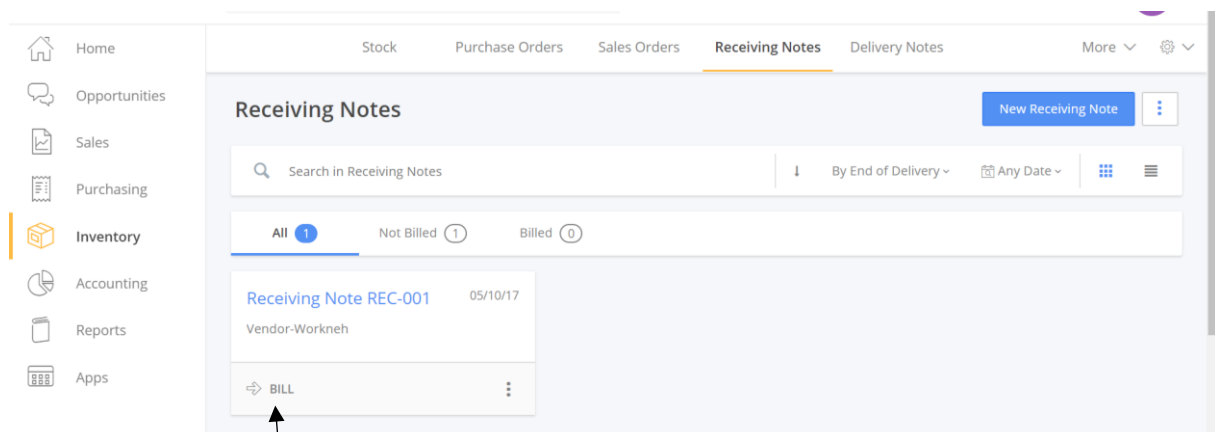 Home
Opportunities
Sales
Purchasing
Inventory
Accounting
Reports
Apps
Stock Purchase Orders Sales Orders Receiving Notes Delivery Notes More
Receiving Notes New Receiving Note
Search in Receiving Notes By End of Delivery Any Date
All 1 Not Billed 1 Billed 0
Receiving Note REC-001 05/10/17
Vendor-Workneh
BILL